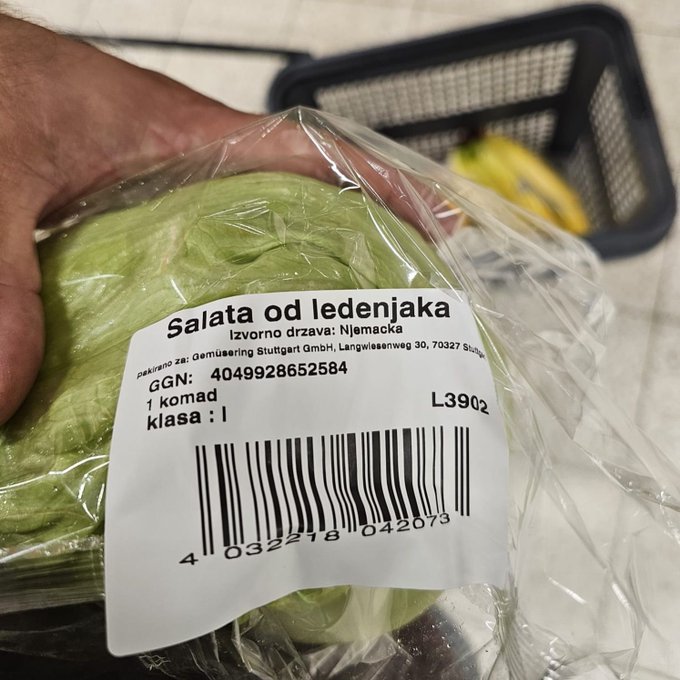 Salata od ledenjaka
Izvorno drzava: Njemacka
Pakirano za: Gemüsering Stuttgart GmbH, Langwiesenweg 30, 70327
GGN: 4049928652584
1 komad
klasa : I
L3902
4 032218 042073